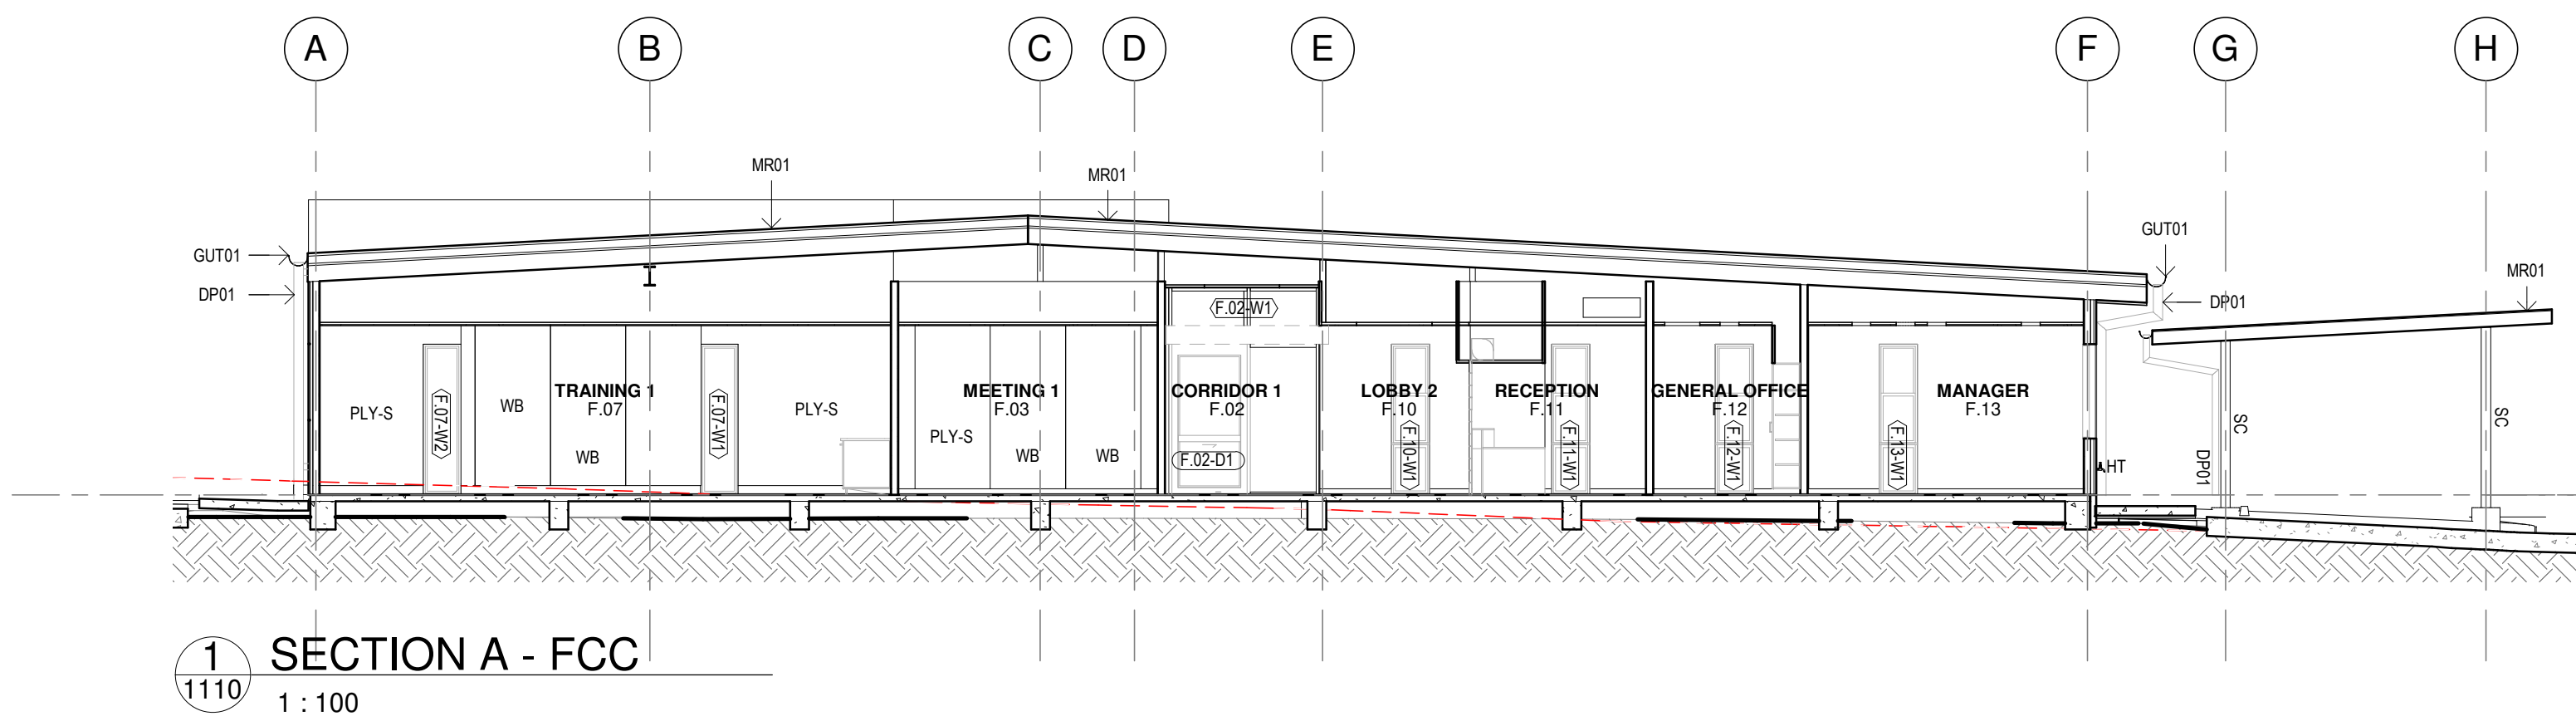 A
B
C
D
E
F
G
H
MR01
MR01
GUT01
GUT01
MR01
DP01
DP01
F.02-W1
TRAINING 1
F.07
MEETING 1
F.03
CORRIDOR 1
F.02
LOBBY 2
F.10
RECEPTION
F.11
GENERAL OFFICE
F.12
MANAGER
F.13
PLY-S
F.07-W2
WB
WB
F.07-W1
PLY-S
PLY-S
WB
WB
F.02-D1
F.10-W1
F.11-W1
F.12-W1
F.13-W1
HT
DP01
SC
SC
1
1110
SECTION A - FCC
1 : 100